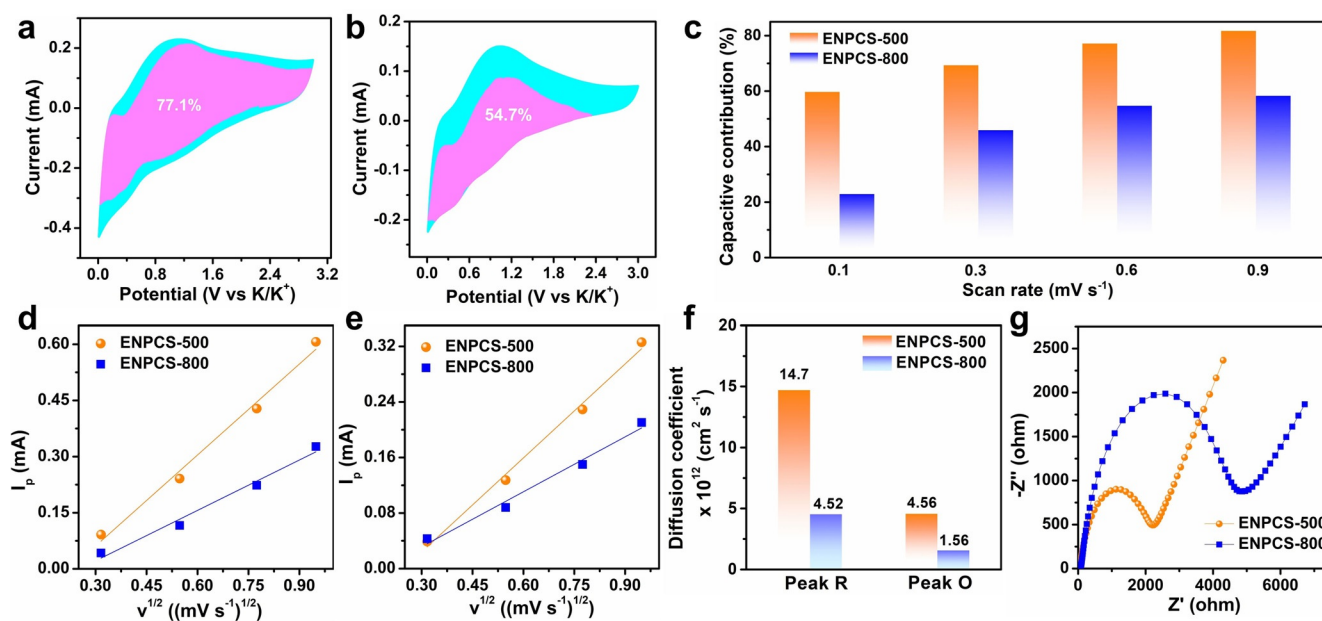 a
0.2
0.0
-0.2
-0.4
Current (mA)
77.1%
0.0 0.8 1.6 2.4 3.2
Potential (V vs K/K⁺)
b
0.2
0.1
0.0
-0.1
-0.2
Current (mA)
54.7%
0.0 0.6 1.2 1.8 2.4 3.0
Potential (V vs K/K⁺)
c
80
60
40
20
0
Capacitive contribution (%)
ENPCS-500
ENPCS-800
0.1 0.3 0.6 0.9
Scan rate (mV s⁻¹)
d
0.60
0.45
0.30
0.15
0.00
Iₚ (mA)
ENPCS-500
ENPCS-800
0.30 0.45 0.60 0.75 0.90
v¹/² ((mV s⁻¹)¹/²)
e
0.32
0.24
0.16
0.08
0.00
Iₚ (mA)
ENPCS-500
ENPCS-800
0.30 0.45 0.60 0.75 0.90
v¹/² ((mV s⁻¹)¹/²)
f
20
15
10
5
0
Diffusion coefficient
x 10¹² (cm² s⁻¹)
ENPCS-500
ENPCS-800
14.7
4.52
4.56
1.56
Peak R Peak O
g
2500
2000
1500
1000
500
0
-Z'' (ohm)
ENPCS-500
ENPCS-800
0 2000 4000 6000
Z' (ohm)